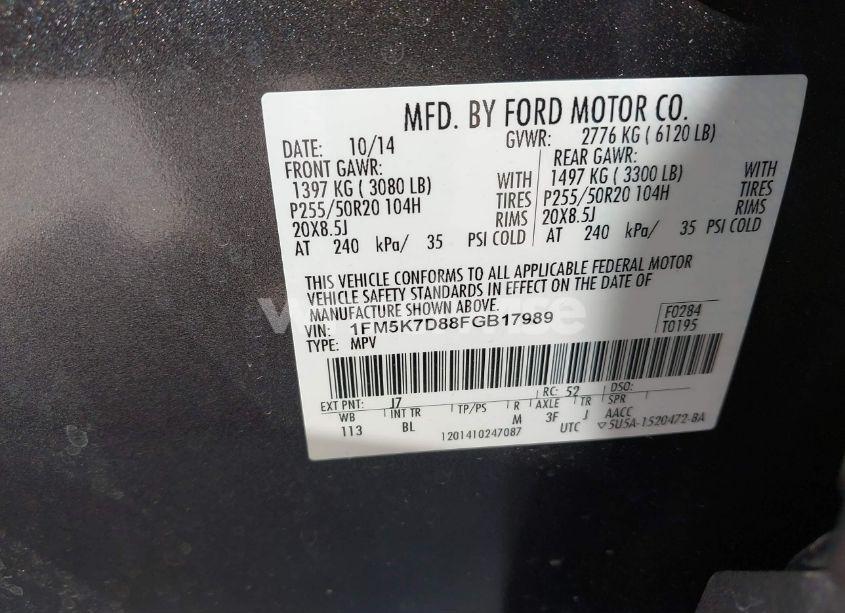 MFD. BY FORD MOTOR CO.
DATE: 10/14 GVWR: 2776 KG ( 6120 LB)
FRONT GAWR: REAR GAWR:
1397 KG ( 3080 LB) WITH 1497 KG ( 3300 LB) WITH
P255/50R20 104H TIRES P255/50R20 104H TIRES
20X8.5J RIMS 20X8.5J RIMS
AT 240 kPa/ 35 PSI COLD AT 240 kPa/ 35 PSI COLD
THIS VEHICLE CONFORMS TO ALL APPLICABLE FEDERAL MOTOR
VEHICLE SAFETY STANDARDS IN EFFECT ON THE DATE OF
MANUFACTURE SHOWN ABOVE.
VIN: 1FM5K7D88FGB17989 F0284
TYPE: MPV T0195
EXT PNT: J7 RC: 52 DSO:
WB INT TR TP/PS R AXLE TR SPR
113 BL M 3F J AACC
1201410247087 UTC ▽5U5A-1520472-BA